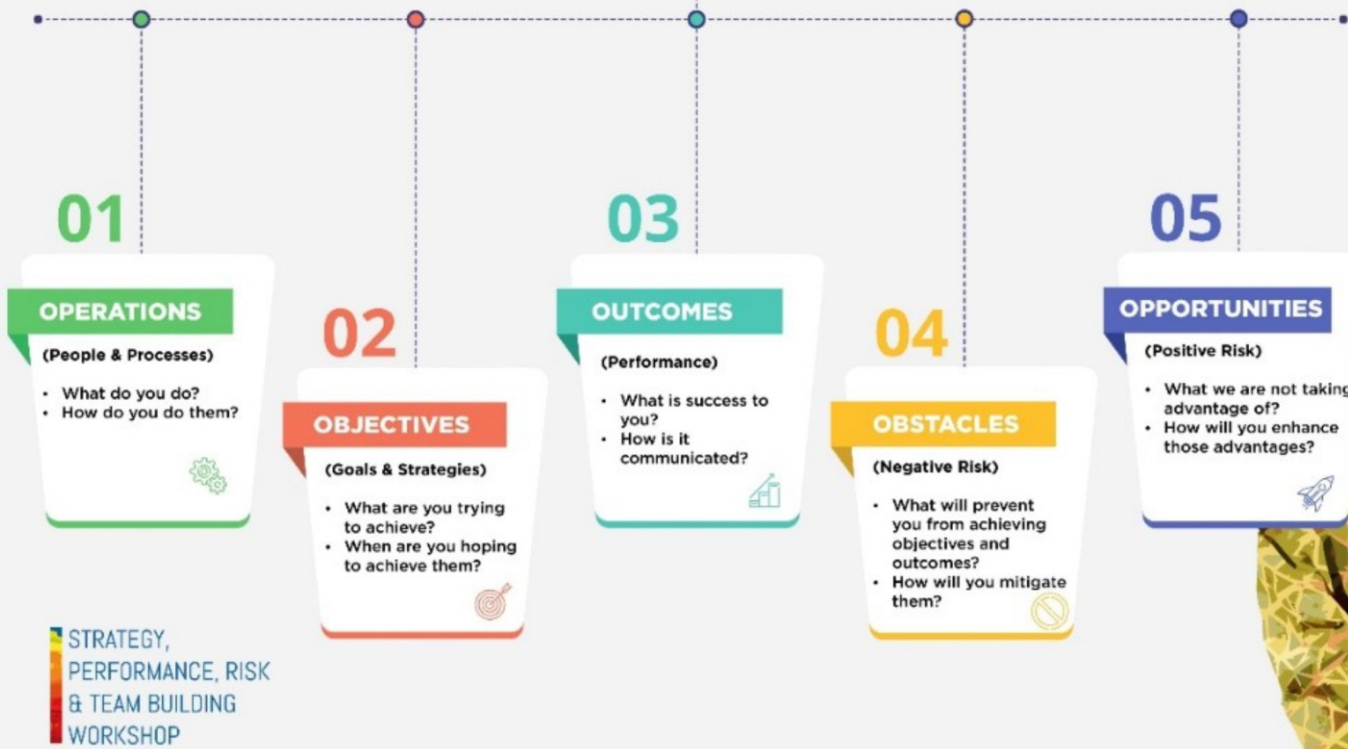 01
OPERATIONS
(People & Processes)
• What do you do?
• How do you do them?
02
OBJECTIVES
(Goals & Strategies)
• What are you trying
to achieve?
• When are you hoping
to achieve them?
03
OUTCOMES
(Performance)
• What is success to
you?
• How is it
communicated?
04
OBSTACLES
(Negative Risk)
• What will prevent
you from achieving
objectives and
outcomes?
• How will you mitigate
them?
05
OPPORTUNITIES
(Positive Risk)
• What we are not taking
advantage of?
• How will you enhance
those advantages?
STRATEGY,
PERFORMANCE, RISK
& TEAM BUILDING
WORKSHOP